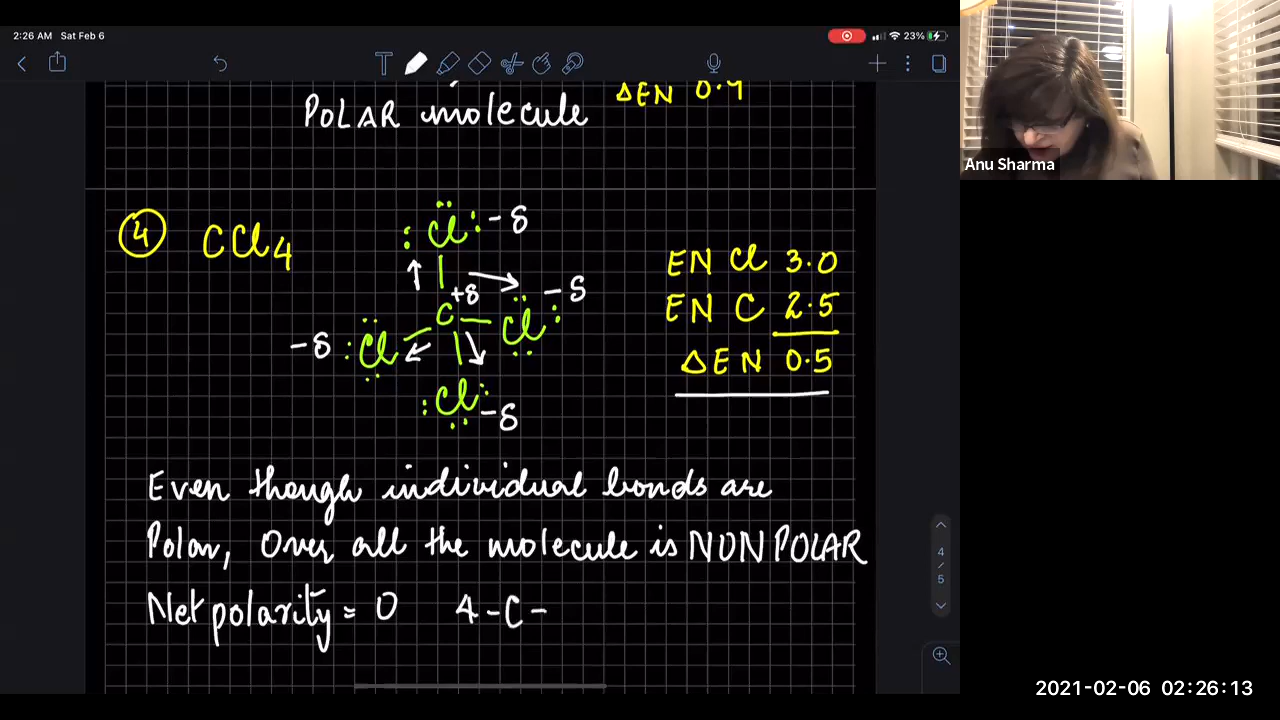 2:26 AM Sat Feb 6
23%
T
ΔEN 0.4
POLAR molecule
4 CCl4
Cl -δ
+δ
C
Cl -δ
-δ Cl
Cl -δ
EN Cl 3.0
EN C 2.5
ΔEN 0.5
Even though individual bonds are
Polar, Over all the molecule is NONPOLAR
Net polarity = 0 4-C-
4
/
5
Anu Sharma
2021-02-06 02:26:13